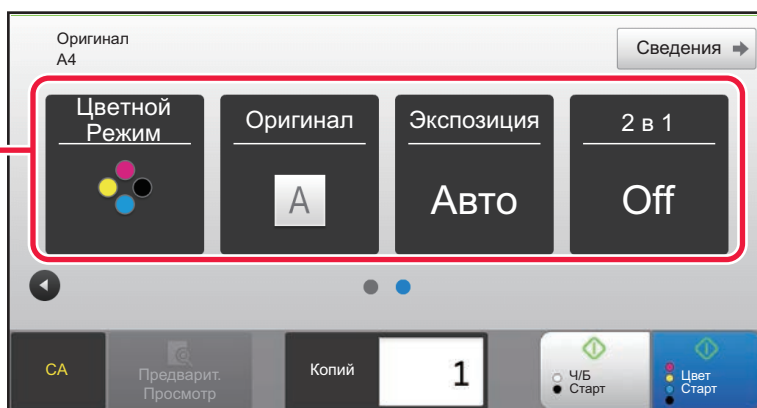 Оригинал
A4
Сведения
Цветной
Режим
Оригинал
A
Экспозиция
Авто
2 в 1
Off
CA
Предварит.
Просмотр
Копий
1
Ч/Б
Старт
Цвет
Старт